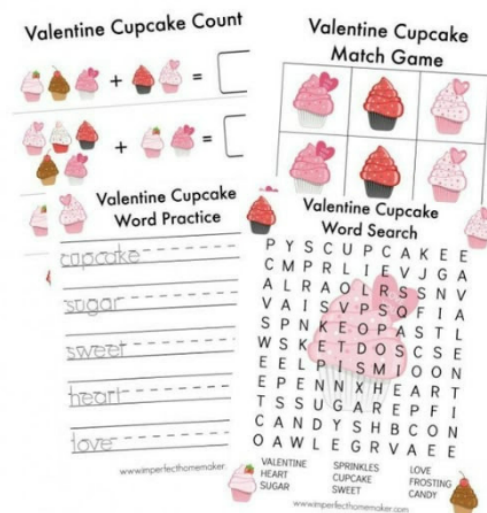 Valentine Cupcake Count
+
=
+
=
Valentine Cupcake
Match Game
Valentine Cupcake
Word Practice
cupcake
sugar
sweet
heart
love
www.imperfecthomemaker.
Valentine Cupcake
Word Search
P Y S C U P C A K E E
C M P R L I E V J G A
A L R A O L R S S N V
V A I S V P S Q F I A
S P N K E O P A S T L
W S K E T D O S C S E
E E L P I S M I O O N
E P E N N X H E A R T
T S S U G A R E P F I
C A N D Y S H B C O N
O A W L E G R V A E E
VALENTINE SPRINKLES LOVE
HEART CUPCAKE FROSTING
SUGAR SWEET CANDY
www.imperfecthomemaker.com